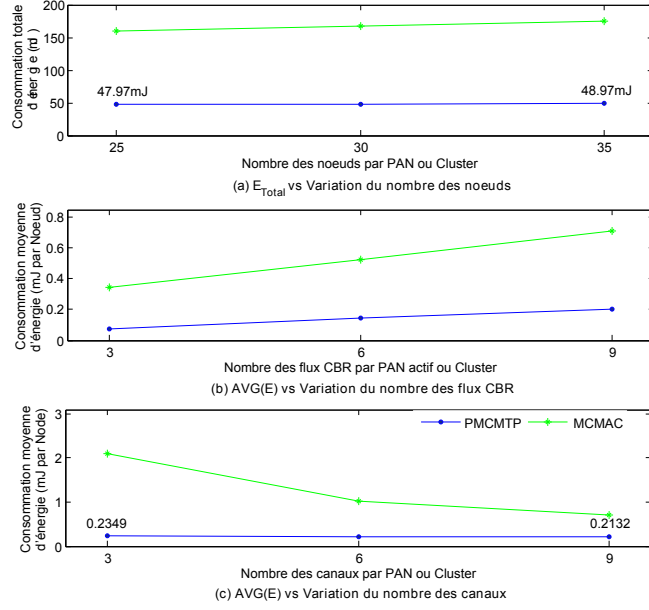 Consommation totale
d'énergie (mJ)
200
150
100
50
0
47.97mJ
48.97mJ
25
30
35
Nombre des noeuds par PAN ou Cluster
(a) E_Total vs Variation du nombre des noeuds
Consommation moyenne
d'énergie (mJ par Noeud)
0.8
0.6
0.4
0.2
0
3
6
9
Nombre des flux CBR par PAN actif ou Cluster
(b) AVG(E) vs Variation du nombre des flux CBR
Consommation moyenne
d'énergie (mJ par Node)
3
2
1
0
PMCMTP
MCMAC
0.2349
0.2132
3
6
9
Nombre des canaux par PAN ou Cluster
(c) AVG(E) vs Variation du nombre des canaux